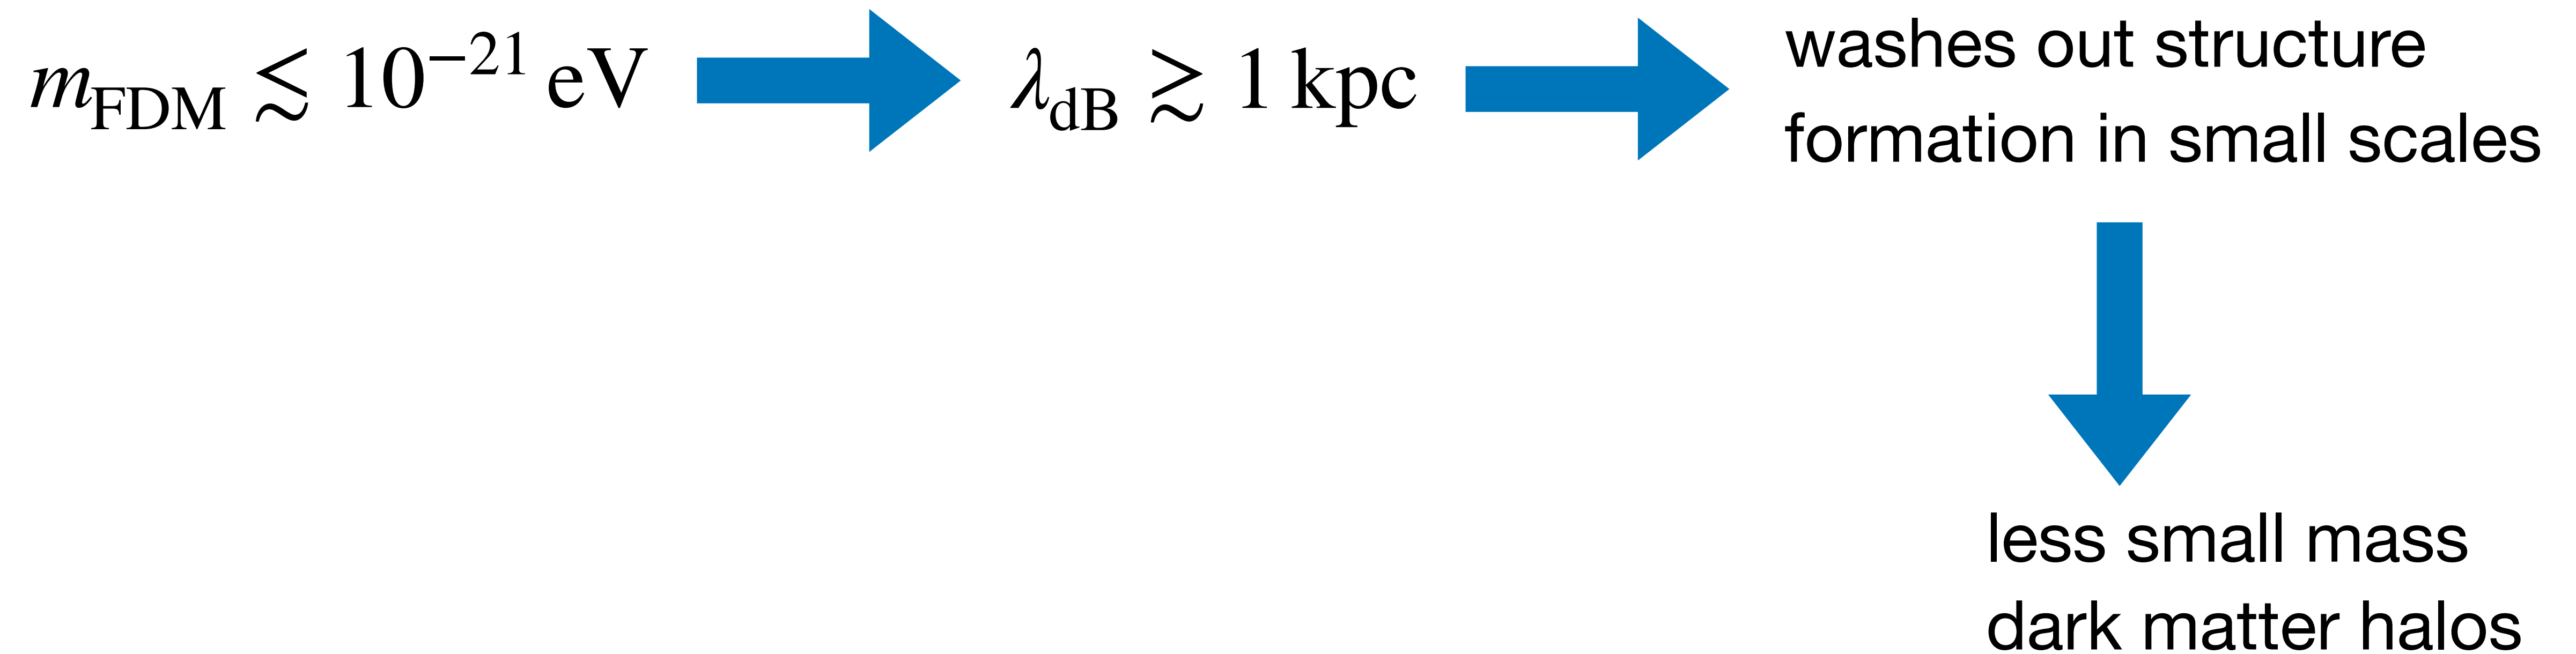 m_FDM ≲ 10⁻²¹ eV
λ_dB ≳ 1 kpc
washes out structure
formation in small scales
less small mass
dark matter halos